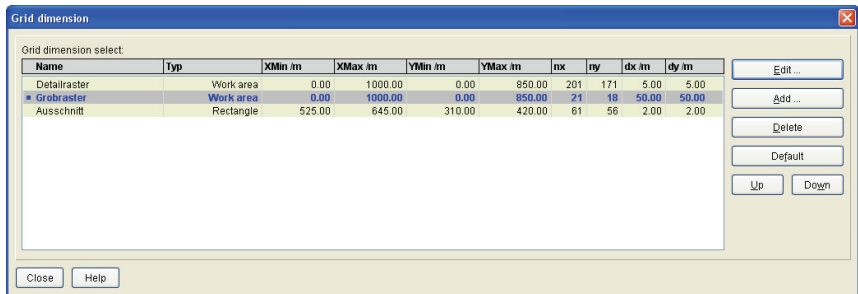 Grid dimension
Grid dimension select:
Name Typ XMin /m XMax /m YMin /m YMax /m nx ny dx /m dy /m
Detailraster Work area 0.00 1000.00 0.00 850.00 201 171 5.00 5.00
Grobraster Work area 0.00 1000.00 0.00 850.00 21 18 50.00 50.00
Ausschnitt Rectangle 525.00 645.00 310.00 420.00 61 56 2.00 2.00
Edit ...
Add ...
Delete
Default
Up Down
Close Help